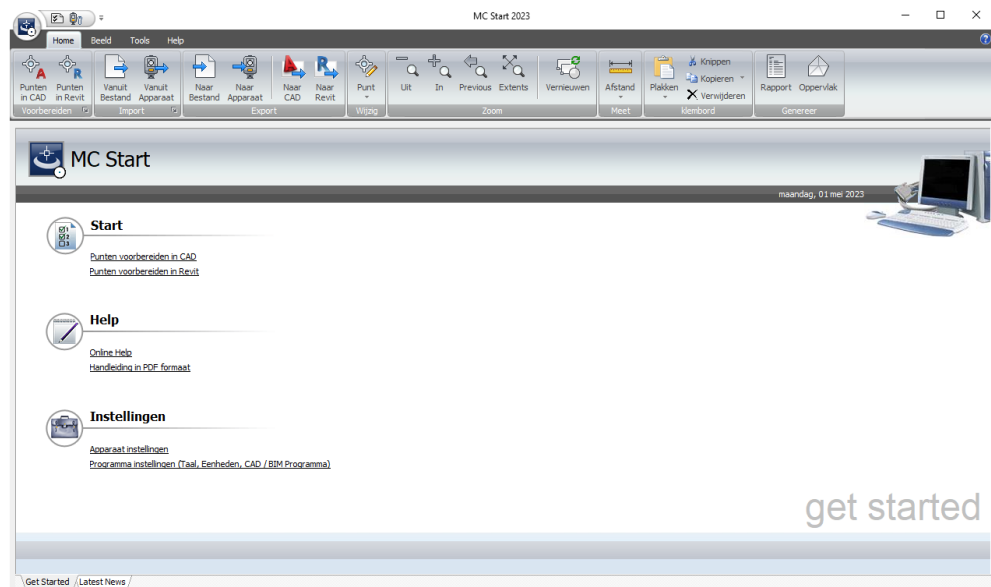 MC Start 2023
Home Beeld Tools Help
Punten in CAD
Punten in Revit
Vanuit Bestand
Vanuit Apparaat
Naar Bestand
Naar Apparaat
Naar CAD
Naar Revit
Punt
Uit
In
Previous
Extents
Vernieuwen
Afstand
Plakken
Knippen
Kopieren
Verwijderen
Rapport
Oppervlak
Voorbereiden Import Export Wijzig Zoom Meet klembord Genereer
MC Start
maandag, 01 mei 2023
Start
Punten voorbereiden in CAD
Punten voorbereiden in Revit
Help
Online Help
Handleiding in PDF formaat
Instellingen
Apparaat instellingen
Programma instellingen (Taal, Eenheden, CAD / BIM Programma)
get started
Get Started Latest News